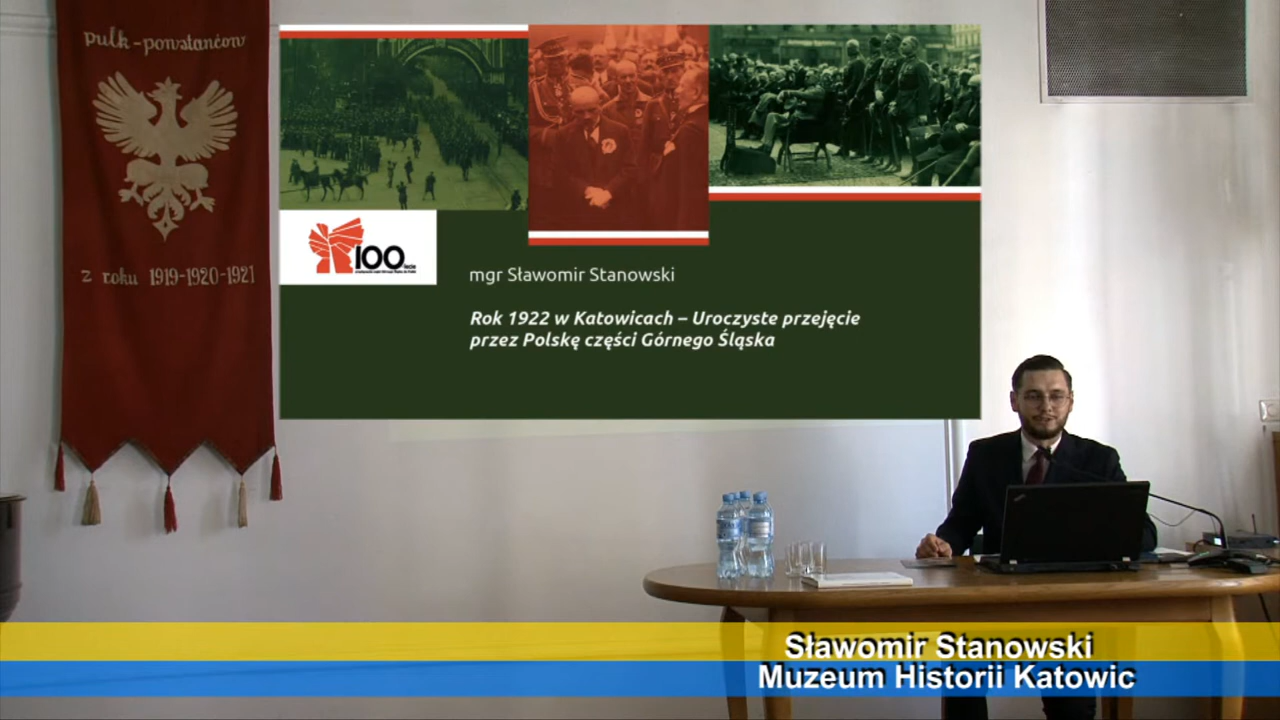 pułk-powstańców
z roku 1919-1920-1921
100
lecie
mgr Sławomir Stanowski
Rok 1922 w Katowicach – Uroczyste przejęcie
przez Polskę części Górnego Śląska
Sławomir Stanowski
Muzeum Historii Katowic